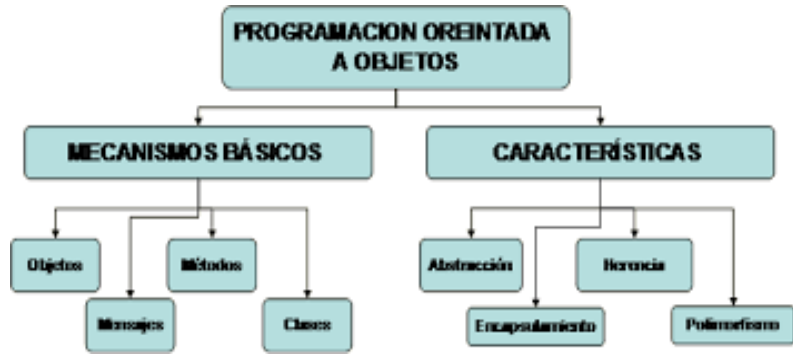 PROGRAMACION OREINTADA
A OBJETOS
MECANISMOS BÁSICOS
CARACTERÍSTICAS
Objetos
Métodos
Abstracción
Herencia
Mensajes
Clases
Encapsulamiento
Polimorfismo